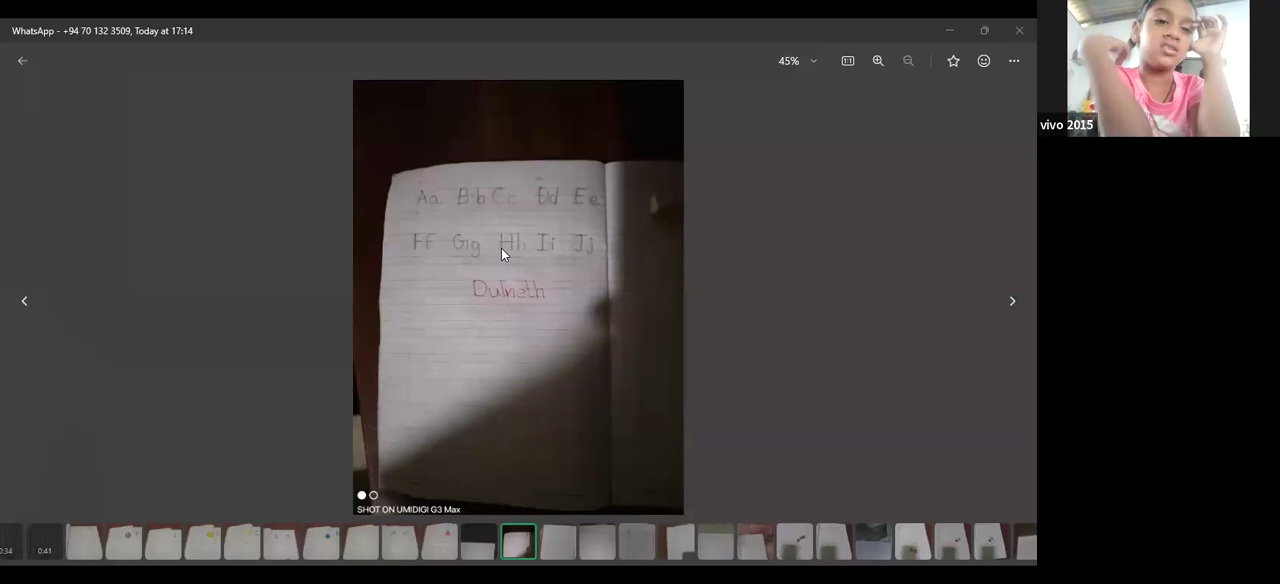 WhatsApp - +94 70 132 3509, Today at 17:14
45%
vivo 2015
Aa Bb Cc Dd Ee
Ff Gg Hh Ii Jj
Dulneth
SHOT ON UMIDIGI G3 Max
0:34
0:41